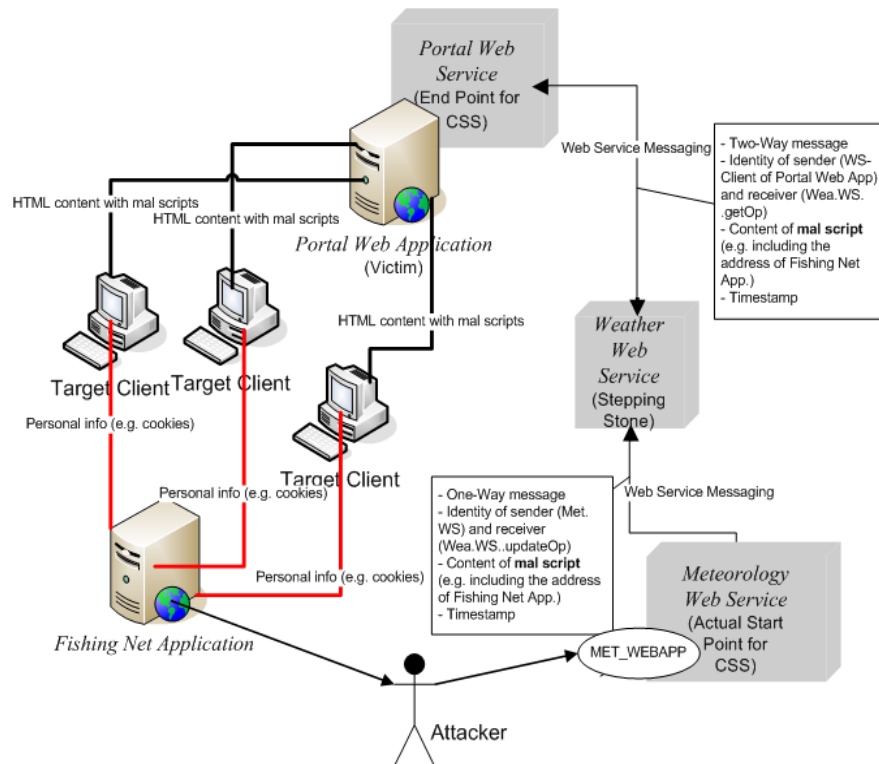 Portal Web
Service
(End Point for
CSS)
Web Service Messaging
- Two-Way message
- Identity of sender (WS-
Client of Portal Web App)
and receiver (Wea.WS.
.getOp)
- Content of mal script
(e.g. including the
address of Fishing Net
App.)
- Timestamp
HTML content with mal scripts
HTML content with mal scripts
Portal Web Application
(Victim)
HTML content with mal scripts
Weather
Web
Service
(Stepping
Stone)
Target Client
Target Client
Target Client
Personal info (e.g. cookies)
Personal info (e.g. cookies)
Personal info (e.g. cookies)
Web Service Messaging
- One-Way message
- Identity of sender (Met.
WS) and receiver
(Wea.WS..updateOp)
- Content of mal script
(e.g. including the address
of Fishing Net App.)
- Timestamp
Meteorology
Web Service
(Actual Start
Point for
CSS)
MET_WEBAPP
Fishing Net Application
Attacker